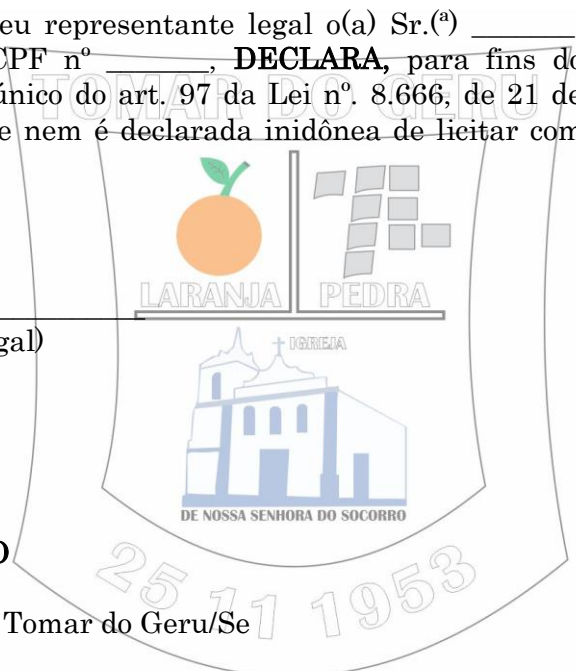 eu representante legal o(a) Sr.(ª) ________
CPF nº ________, DECLARA, para fins do
TOMAR DO GERU
único do art. 97 da Lei nº. 8.666, de 21 de
e nem é declarada inidônea de licitar com
LARANJA PEDRA
gal)
IGREJA
DE NOSSA SENHORA DO SOCORRO
O
25 11 1953
Tomar do Geru/Se